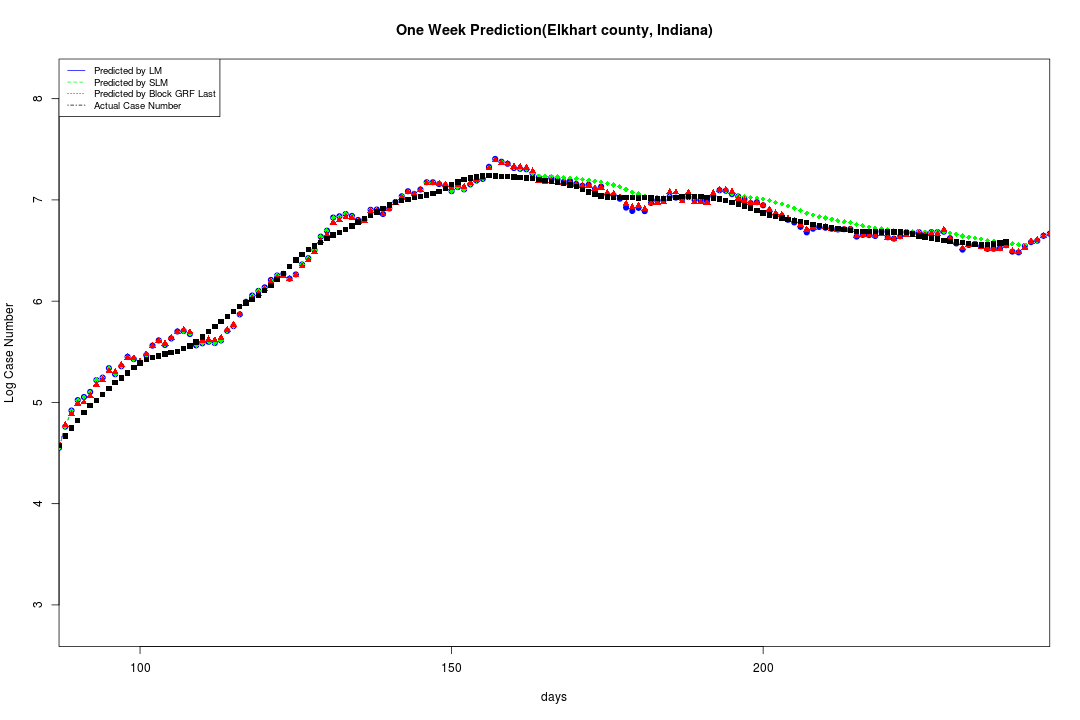 One Week Prediction(Elkhart county, Indiana)
Predicted by LM
Predicted by SLM
Predicted by Block GRF Last
Actual Case Number
8
7
6
5
4
3
Log Case Number
100 150 200
days